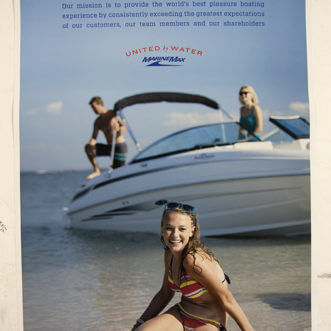 Our mission is to provide the world's best pleasure boating
experience by consistently exceeding the greatest expectations
of our customers, our team members and our shareholders
UNITED by WATER
MARINEMAX